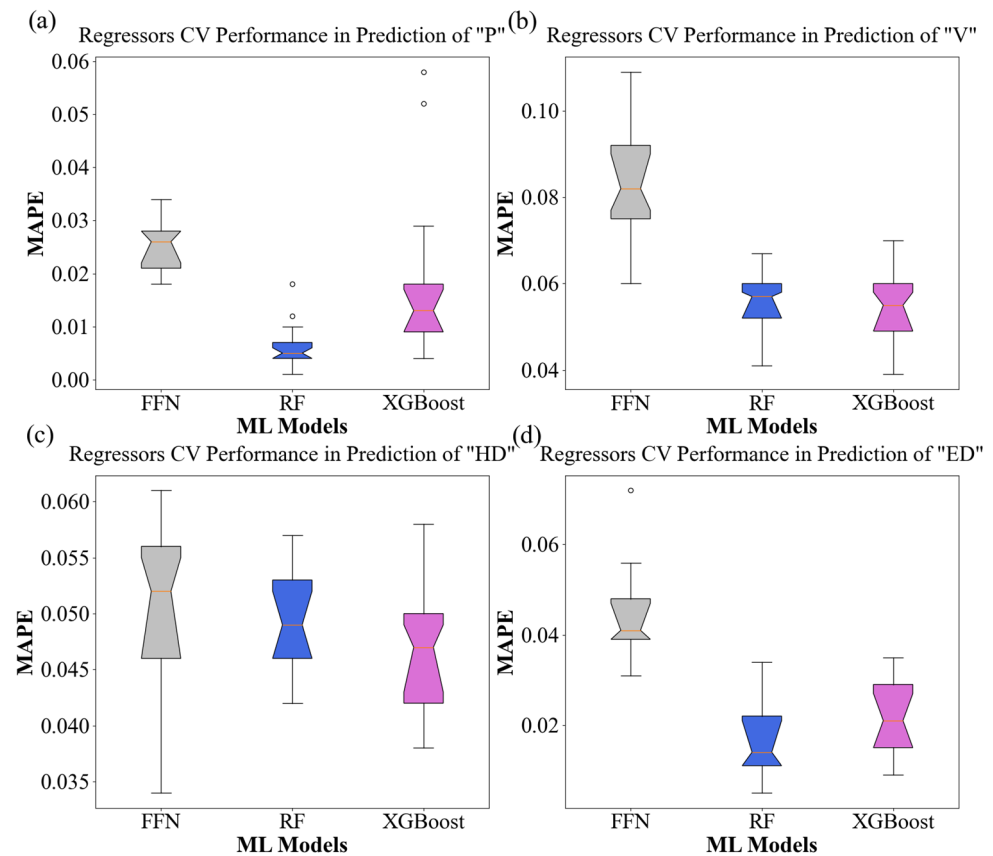 (a)
Regressors CV Performance in Prediction of "P"
0.06
0.05
0.04
0.03
0.02
0.01
0.00
MAPE
FFN RF XGBoost
ML Models
(b)
Regressors CV Performance in Prediction of "V"
0.10
0.08
0.06
0.04
MAPE
FFN RF XGBoost
ML Models
(c)
Regressors CV Performance in Prediction of "HD"
0.060
0.055
0.050
0.045
0.040
0.035
MAPE
FFN RF XGBoost
ML Models
(d)
Regressors CV Performance in Prediction of "ED"
0.06
0.04
0.02
MAPE
FFN RF XGBoost
ML Models